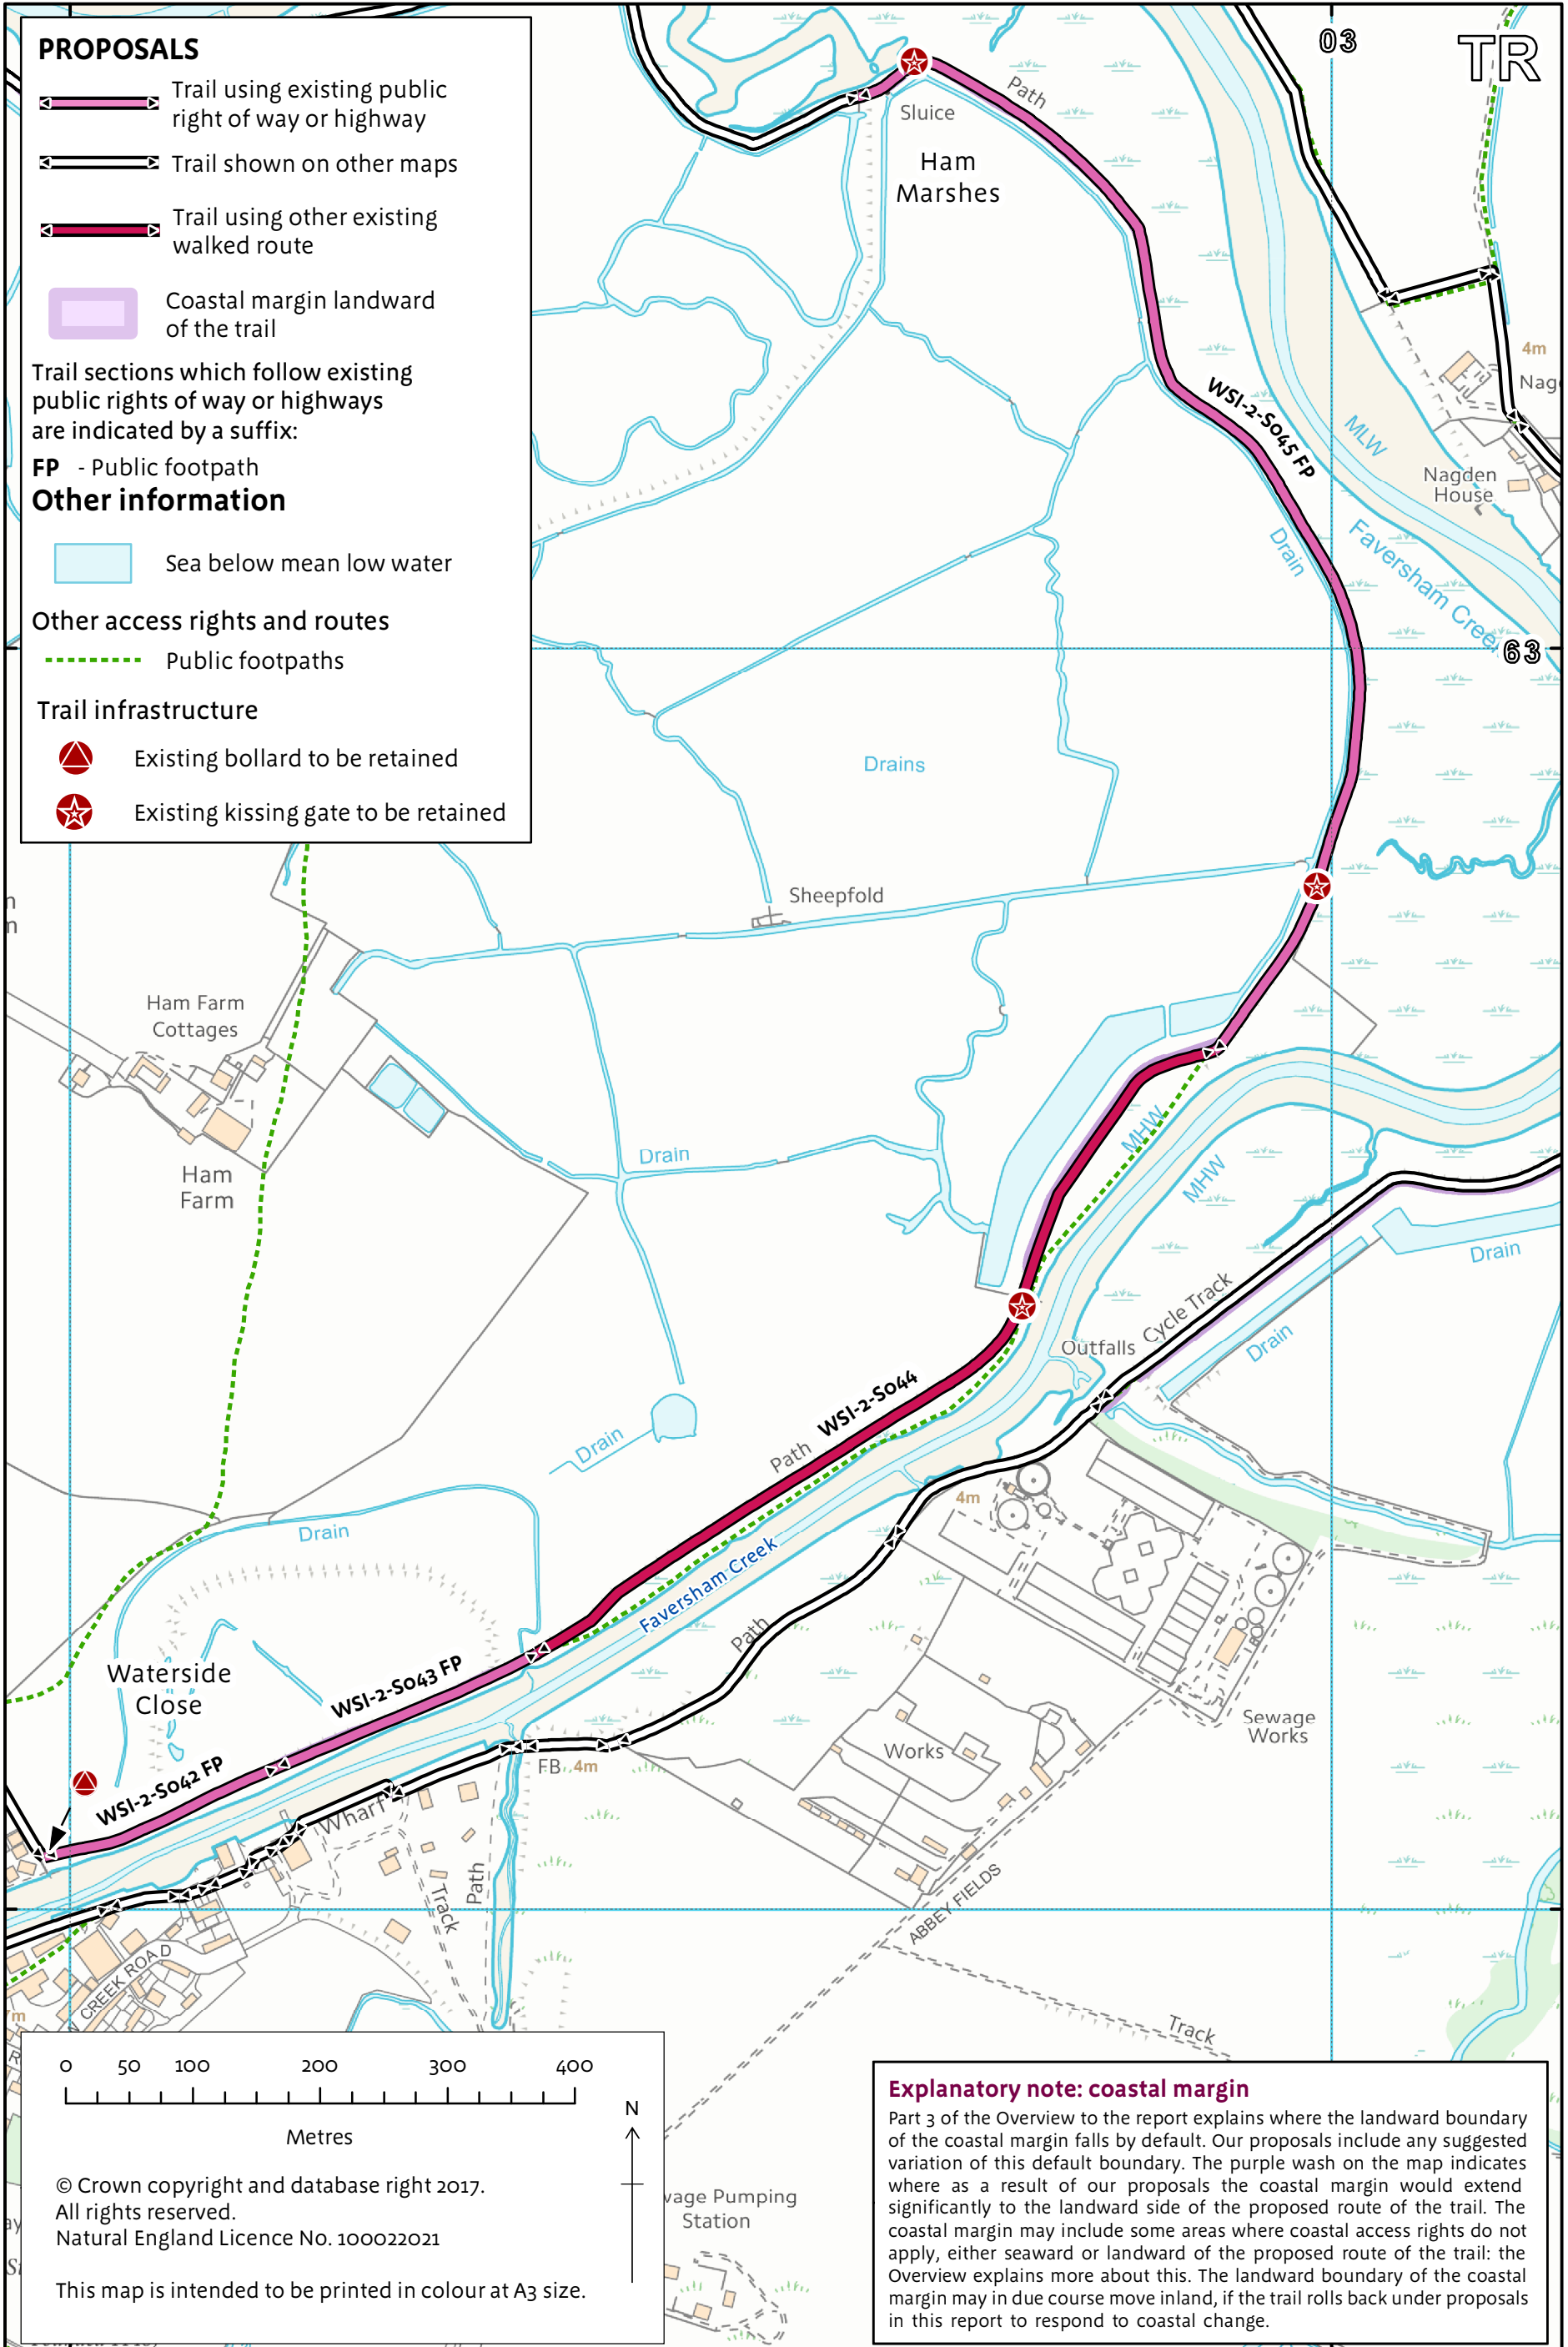 PROPOSALS
Trail using existing public
right of way or highway
Trail shown on other maps
Trail using other existing
walked route
Coastal margin landward
of the trail
Trail sections which follow existing
public rights of way or highways
are indicated by a suffix:
FP - Public footpath
Other information
Sea below mean low water
Other access rights and routes
Public footpaths
Trail infrastructure
Existing bollard to be retained
Existing kissing gate to be retained
03
TR
Path
Sluice
Ham
Marshes
4m
WSI-2-S045 FP
MLW
Nagden
House
Drain
Faversham Creek
63
Drains
Sheepfold
Ham Farm
Cottages
Ham
Farm
Drain
MHW
MHW
Drain
Cycle Track
Outfalls
Drain
WSI-2-S044
Path
Drain
4m
Drain
Faversham Creek
Path
Waterside
Close
WSI-2-S043 FP
Sewage
Works
Works
FB
4m
WSI-2-S042 FP
Wharf
Path
Track
ABBEY FIELDS
CREEK ROAD
Track
0 50 100 200 300 400
Metres
N
© Crown copyright and database right 2017.
All rights reserved.
Natural England Licence No. 100022021
This map is intended to be printed in colour at A3 size.
Pumping
Station
Explanatory note: coastal margin
Part 3 of the Overview to the report explains where the landward boundary
of the coastal margin falls by default. Our proposals include any suggested
variation of this default boundary. The purple wash on the map indicates
where as a result of our proposals the coastal margin would extend
significantly to the landward side of the proposed route of the trail. The
coastal margin may include some areas where coastal access rights do not
apply, either seaward or landward of the proposed route of the trail: the
Overview explains more about this. The landward boundary of the coastal
margin may in due course move inland, if the trail rolls back under proposals
in this report to respond to coastal change.